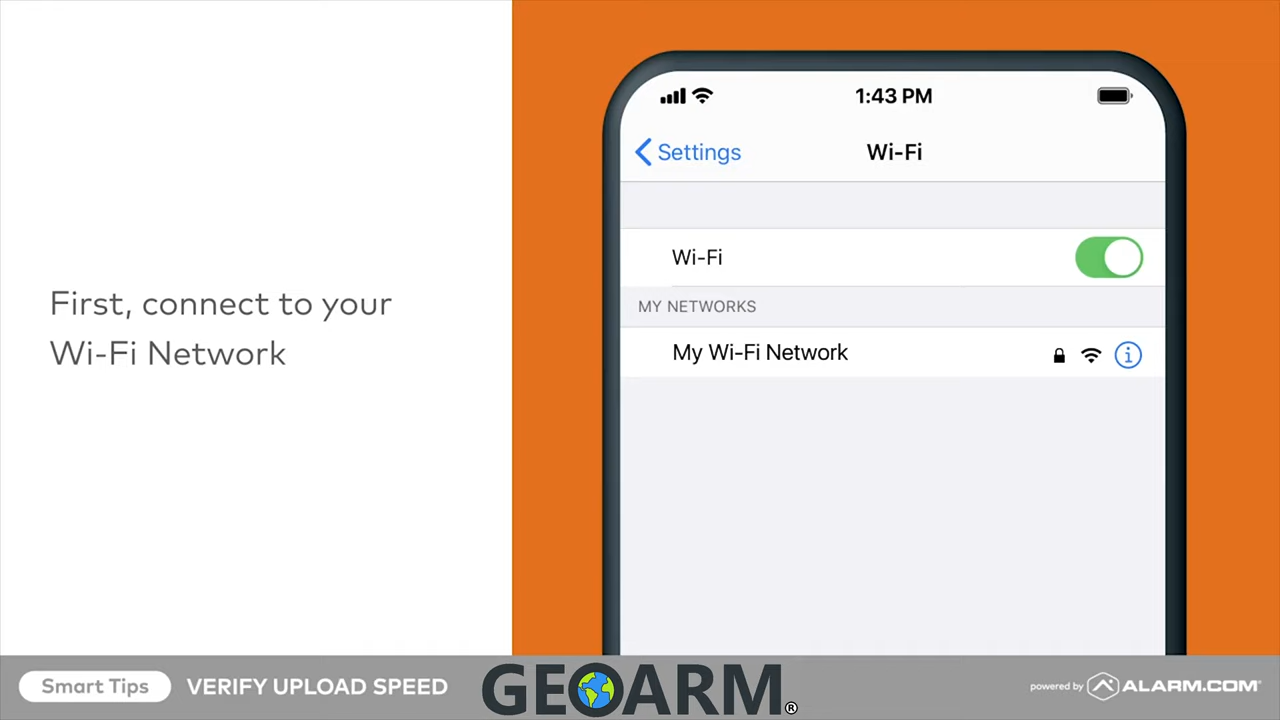 First, connect to your
Wi-Fi Network
1:43 PM
Settings
Wi-Fi
Wi-Fi
MY NETWORKS
My Wi-Fi Network
Smart Tips
VERIFY UPLOAD SPEED
GEOARM®
powered by ALARM.COM®